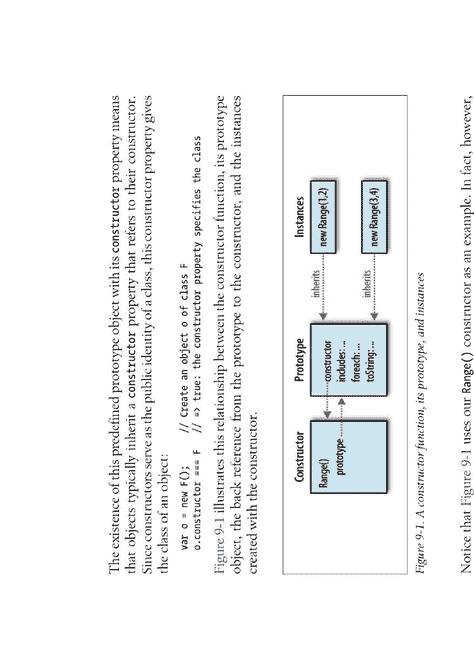 The existence of this predefined prototype object with its constructor property means
that objects typically inherit a constructor property that refers to their constructor.
Since constructors serve as the public identity of a class, this constructor property gives
the class of an object:
var o = new F(); // Create an object o of class F
o.constructor === F // => true: the constructor property specifies the class
Figure 9-1 illustrates this relationship between the constructor function, its prototype
object, the back reference from the prototype to the constructor, and the instances
created with the constructor.
Constructor Prototype Instances
Range()
prototype
constructor
includes: ...
foreach: ...
toString: ...
inherits
new Range(1,2)
inherits
new Range(3,4)
Figure 9-1. A constructor function, its prototype, and instances
Notice that Figure 9-1 uses our Range() constructor as an example. In fact, however,